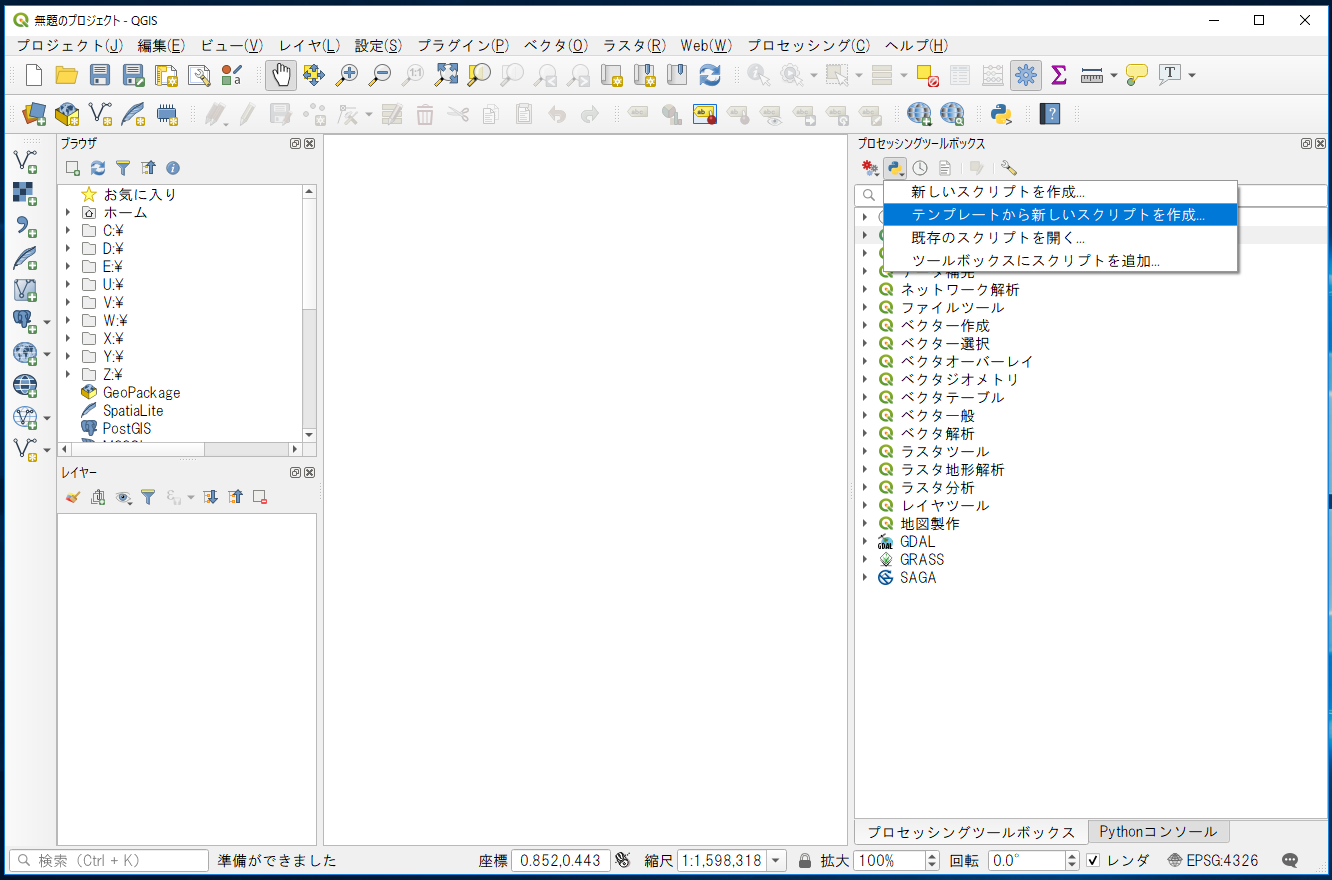 無題のプロジェクト - QGIS
プロジェクト(J) 編集(E) ビュー(V) レイヤ(L) 設定(S) プラグイン(P) ベクタ(O) ラスタ(R) Web(W) プロセッシング(C) ヘルプ(H)
ブラウザ
お気に入り
ホーム
C:¥
D:¥
E:¥
U:¥
V:¥
W:¥
X:¥
Y:¥
Z:¥
GeoPackage
SpatiaLite
PostGIS
レイヤー
プロセッシングツールボックス
新しいスクリプトを作成...
テンプレートから新しいスクリプトを作成...
既存のスクリプトを開く...
ツールボックスにスクリプトを追加...
ネットワーク解析
ファイルツール
ベクター作成
ベクター選択
ベクタオーバーレイ
ベクタジオメトリ
ベクタテーブル
ベクタ一般
ベクタ解析
ラスタツール
ラスタ地形解析
ラスタ分析
レイヤツール
地図製作
GDAL
GRASS
SAGA
プロセッシングツールボックス Pythonコンソール
検索 (Ctrl + K) 準備ができました 座標 0.852,0.443 縮尺 1:1,598,318 拡大 100% 回転 0.0° レンダ EPSG:4326